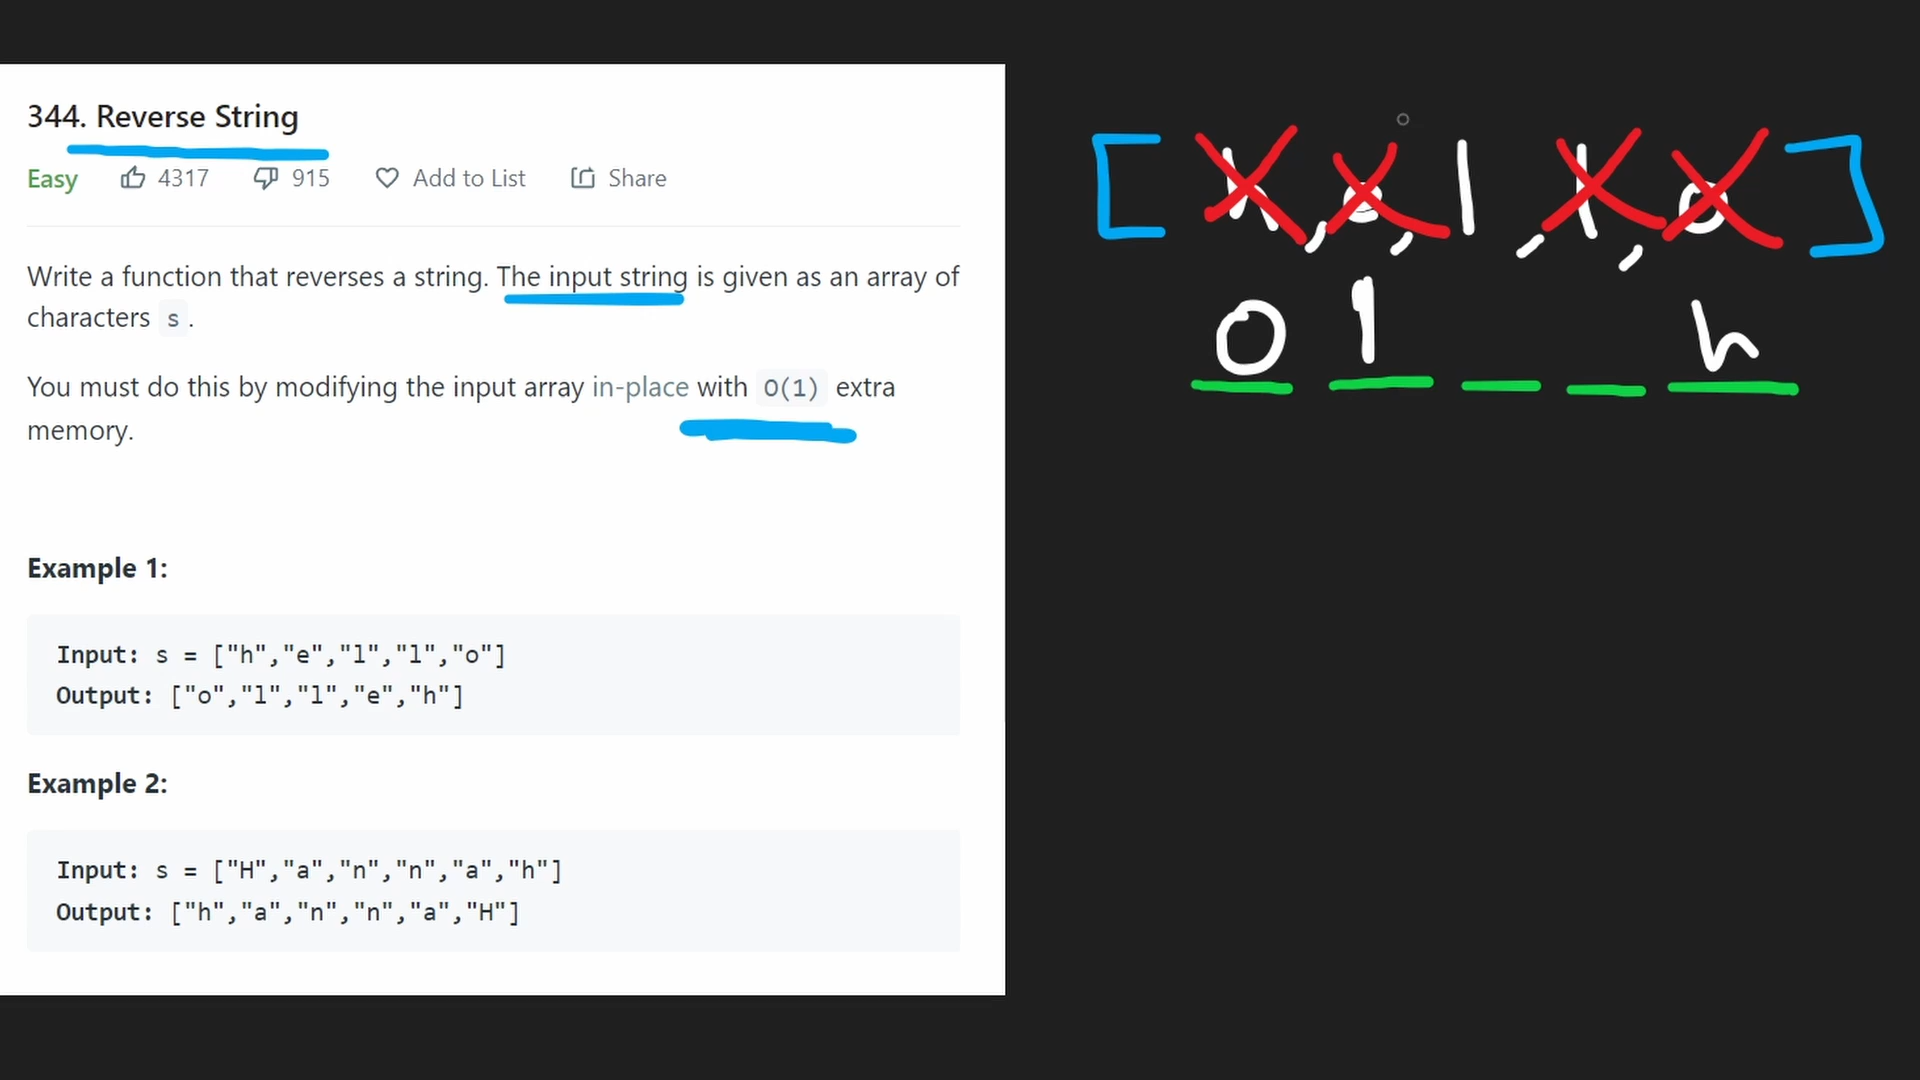 344. Reverse String
Easy 4317 915 Add to List Share
Write a function that reverses a string. The input string is given as an array of
characters s.
You must do this by modifying the input array in-place with O(1) extra
memory.
Example 1:
Input: s = ["h","e","l","l","o"]
Output: ["o","l","l","e","h"]
Example 2:
Input: s = ["H","a","n","n","a","h"]
Output: ["h","a","n","n","a","H"]
[ h, e, l, l, o ]
o l h